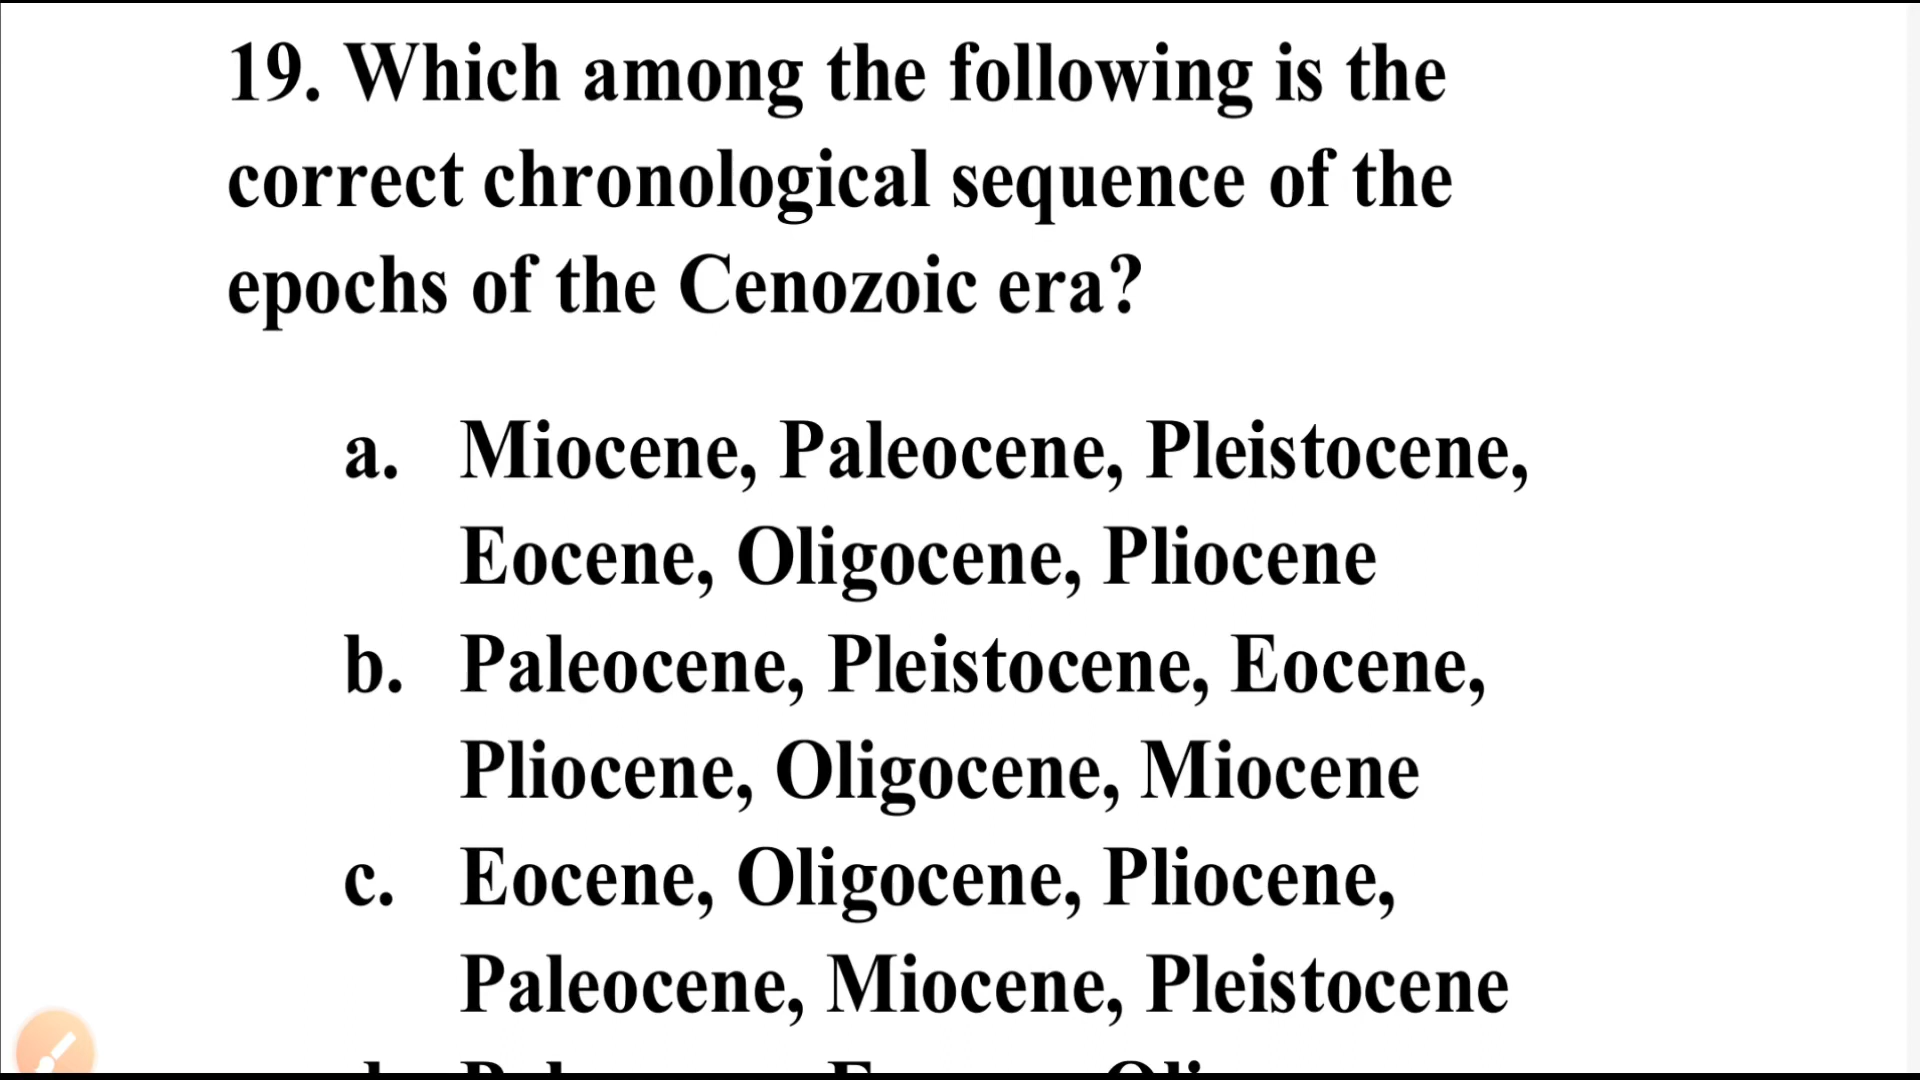 19. Which among the following is the
correct chronological sequence of the
epochs of the Cenozoic era?
a. Miocene, Paleocene, Pleistocene,
Eocene, Oligocene, Pliocene
b. Paleocene, Pleistocene, Eocene,
Pliocene, Oligocene, Miocene
c. Eocene, Oligocene, Pliocene,
Paleocene, Miocene, Pleistocene